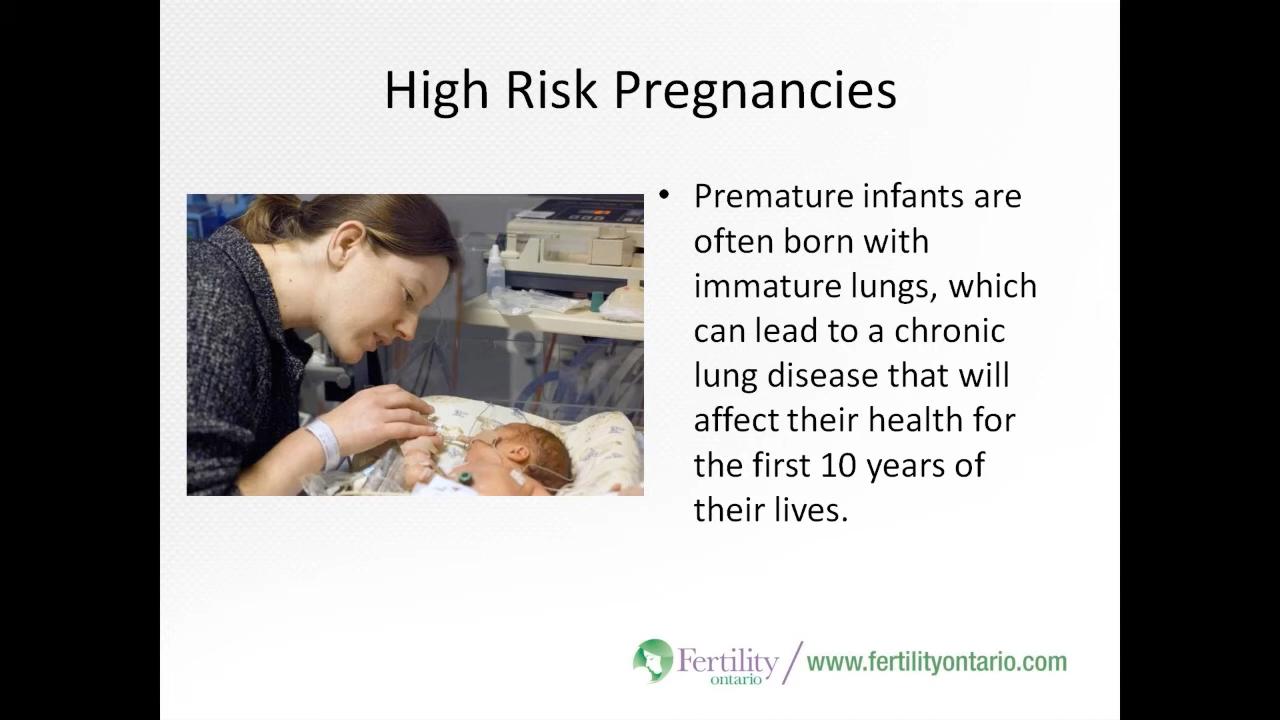 High Risk Pregnancies
• Premature infants are
often born with
immature lungs, which
can lead to a chronic
lung disease that will
affect their health for
the first 10 years of
their lives.
Fertility
ontario
www.fertilityontario.com